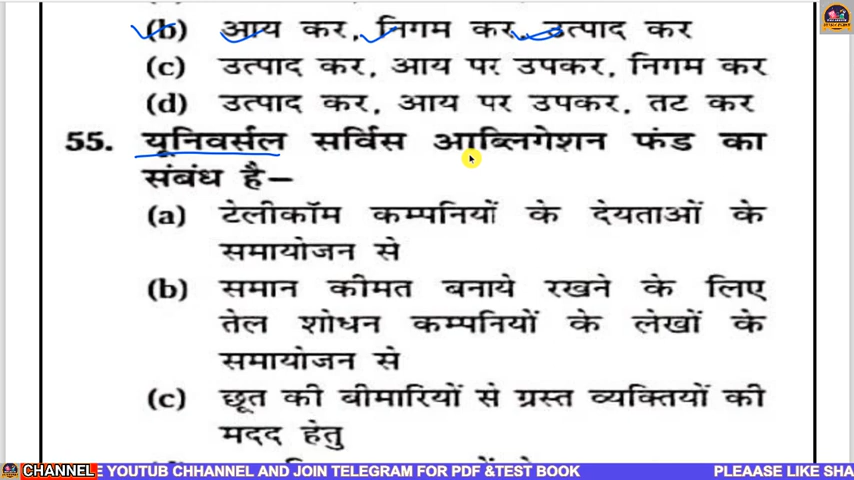 (b) आय कर, निगम कर, उत्पाद कर
(c) उत्पाद कर, आय पर उपकर, निगम कर
(d) उत्पाद कर, आय पर उपकर, तट कर
55. यूनिवर्सल सर्विस आब्लिगेशन फंड का
संबंध है–
(a) टेलीकॉम कम्पनियों के देयताओं के
समायोजन से
(b) समान कीमत बनाये रखने के लिए
तेल शोधन कम्पनियों के लेखों के
समायोजन से
(c) छूत की बीमारियों से ग्रस्त व्यक्तियों की
मदद हेतु
CHANNEL E YOUTUB CHHANNEL AND JOIN TELEGRAM FOR PDF &TEST BOOK PLEAASE LIKE SHA